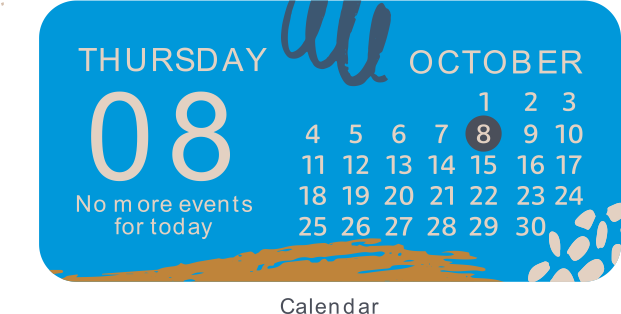 THURSDAY
08
No more events
for today
OCTOBER
1 2 3
4 5 6 7 8 9 10
11 12 13 14 15 16 17
18 19 20 21 22 23 24
25 26 27 28 29 30
Calendar